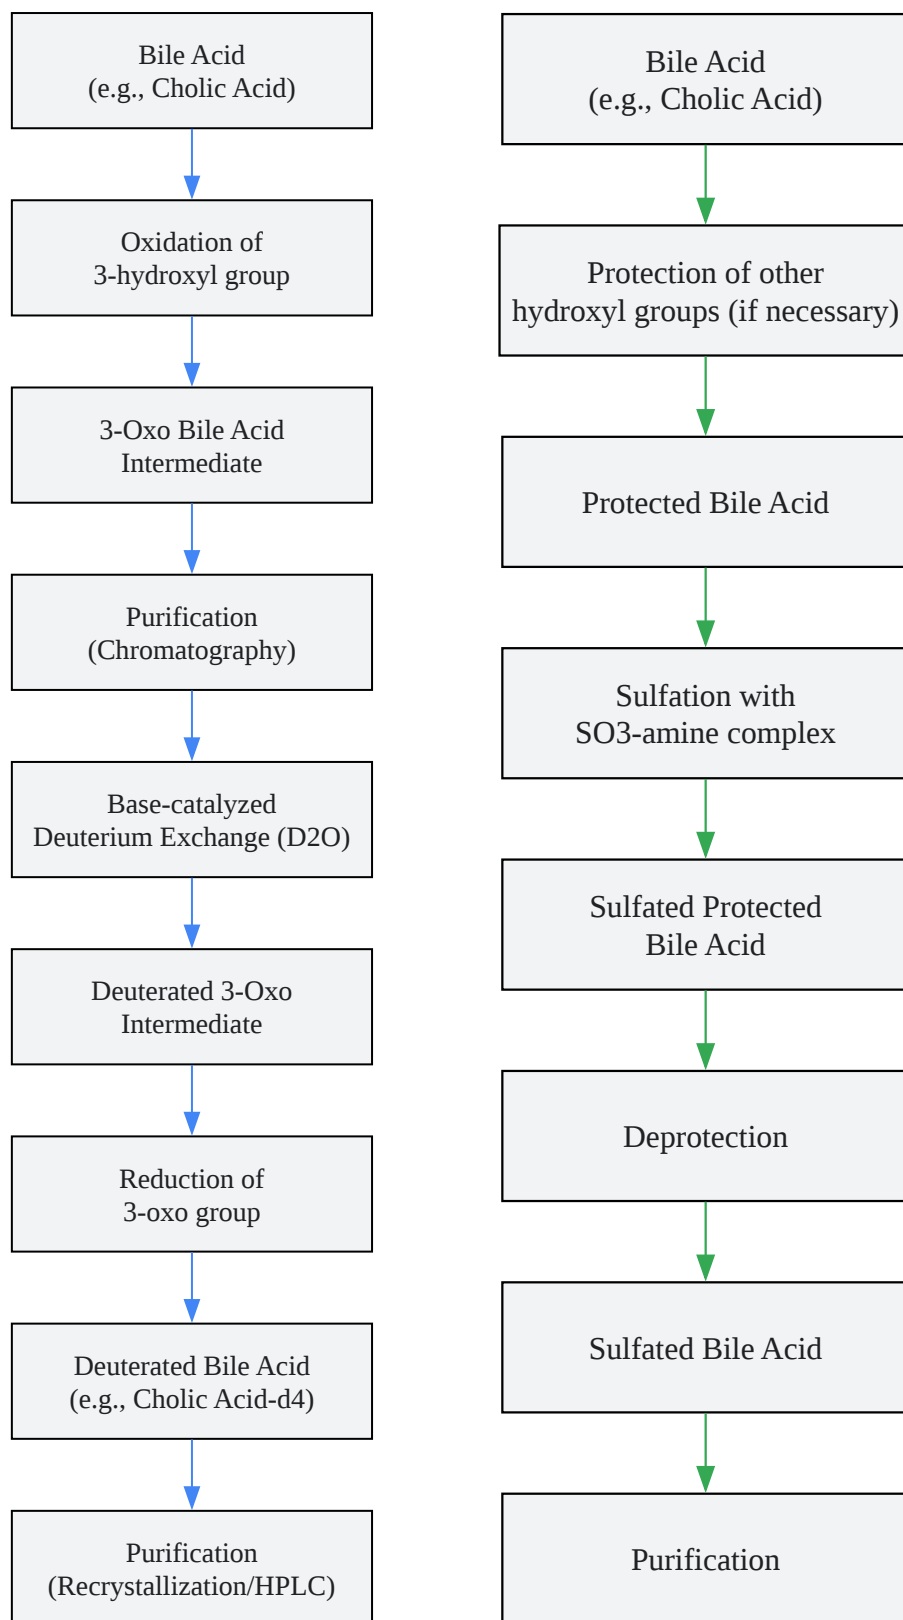 Bile Acid
(e.g., Cholic Acid)
Oxidation of
3-hydroxyl group
3-Oxo Bile Acid
Intermediate
Purification
(Chromatography)
Base-catalyzed
Deuterium Exchange (D2O)
Deuterated 3-Oxo
Intermediate
Reduction of
3-oxo group
Deuterated Bile Acid
(e.g., Cholic Acid-d4)
Purification
(Recrystallization/HPLC)
Bile Acid
(e.g., Cholic Acid)
Protection of other
hydroxyl groups (if necessary)
Protected Bile Acid
Sulfation with
SO3-amine complex
Sulfated Protected
Bile Acid
Deprotection
Sulfated Bile Acid
Purification